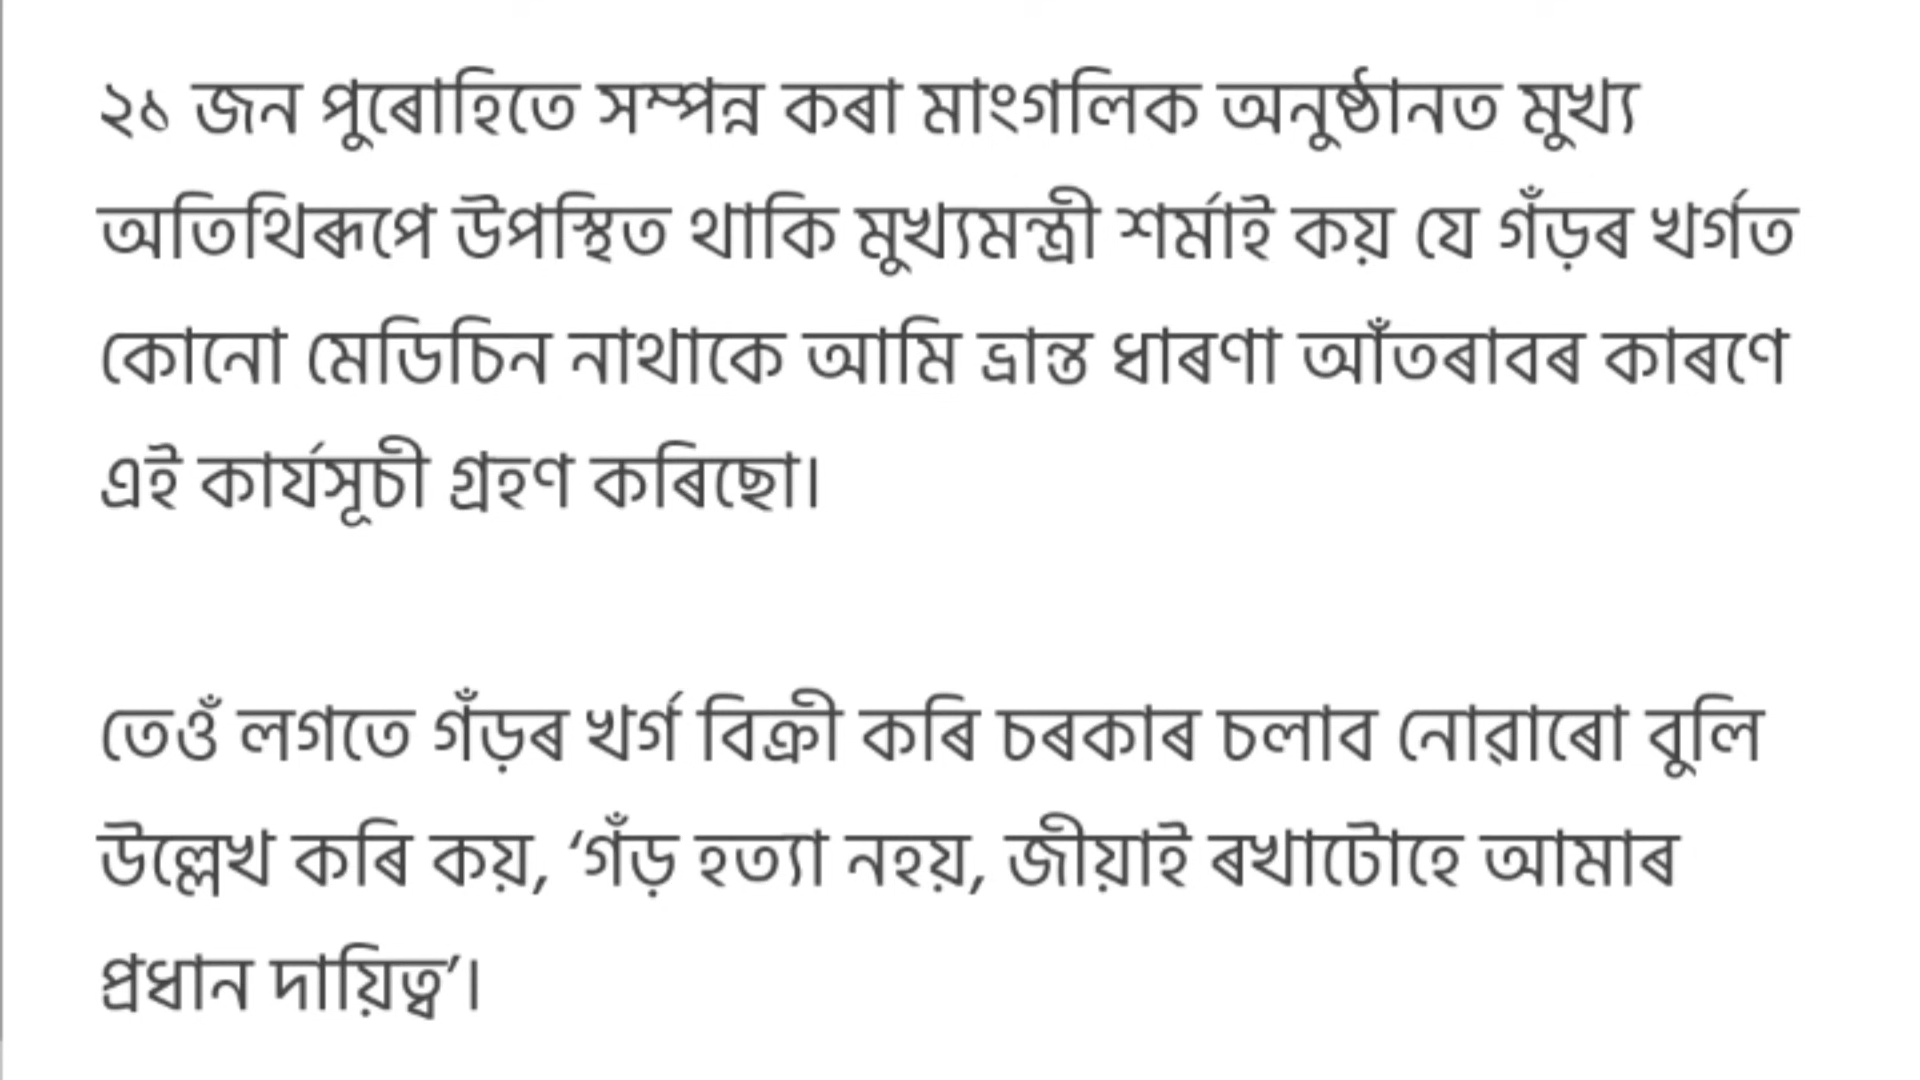 ২১ জন পুৰোহিতে সম্পন্ন কৰা মাংগলিক অনুষ্ঠানত মুখ্য
অতিথিৰূপে উপস্থিত থাকি মুখ্যমন্ত্ৰী শৰ্মাই কয় যে গঁড়ৰ খৰ্গত
কোনো মেডিচিন নাথাকে আমি ভ্ৰান্ত ধাৰণা আঁতৰাবৰ কাৰণে
এই কাৰ্যসূচী গ্ৰহণ কৰিছো।
তেওঁ লগতে গঁড়ৰ খৰ্গ বিক্ৰী কৰি চৰকাৰ চলাব নোৱাৰো বুলি
উল্লেখ কৰি কয়, ‘গঁড় হত্যা নহয়, জীয়াই ৰখাটোহে আমাৰ
প্ৰধান দায়িত্ব’।